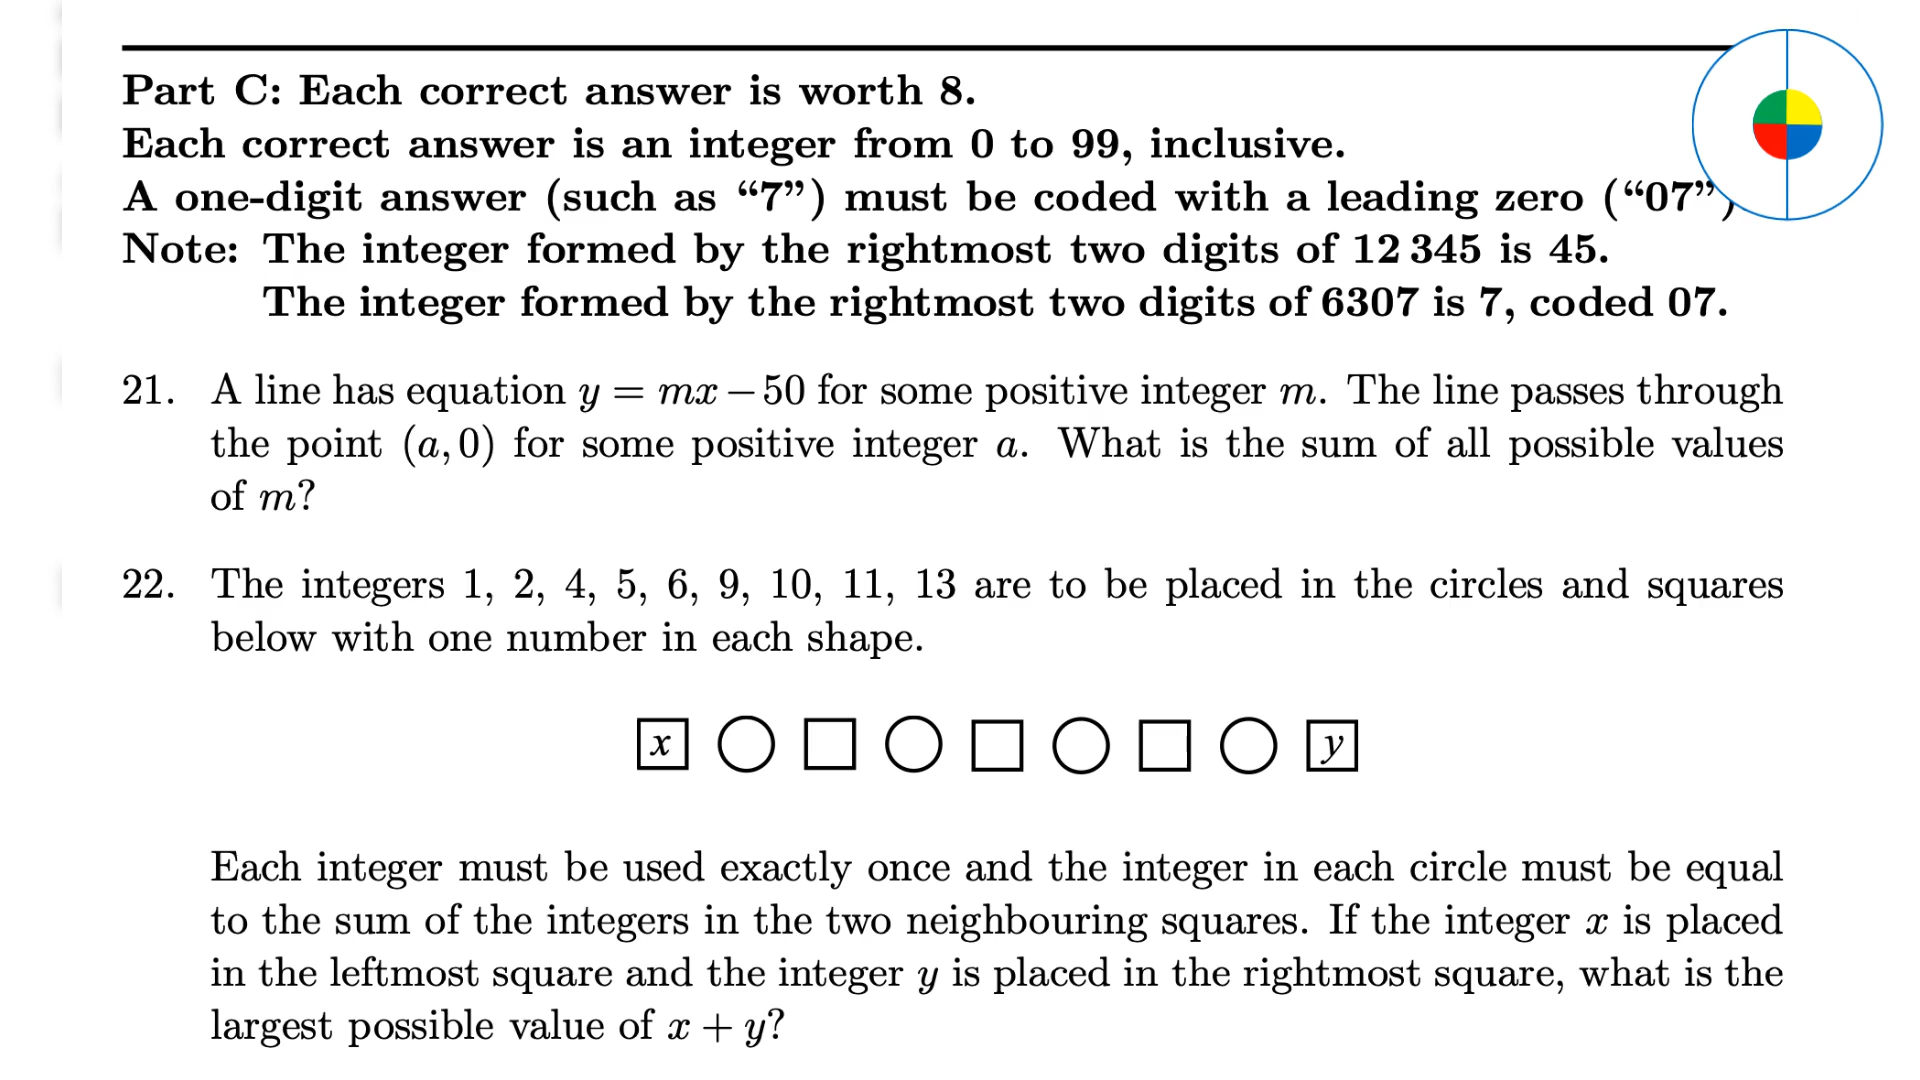 Part C: Each correct answer is worth 8.
Each correct answer is an integer from 0 to 99, inclusive.
A one-digit answer (such as “7”) must be coded with a leading zero (“07”)
Note: The integer formed by the rightmost two digits of 12 345 is 45.
The integer formed by the rightmost two digits of 6307 is 7, coded 07.
21. A line has equation y = mx − 50 for some positive integer m. The line passes through
the point (a, 0) for some positive integer a. What is the sum of all possible values
of m?
22. The integers 1, 2, 4, 5, 6, 9, 10, 11, 13 are to be placed in the circles and squares
below with one number in each shape.
x y
Each integer must be used exactly once and the integer in each circle must be equal
to the sum of the integers in the two neighbouring squares. If the integer x is placed
in the leftmost square and the integer y is placed in the rightmost square, what is the
largest possible value of x + y?